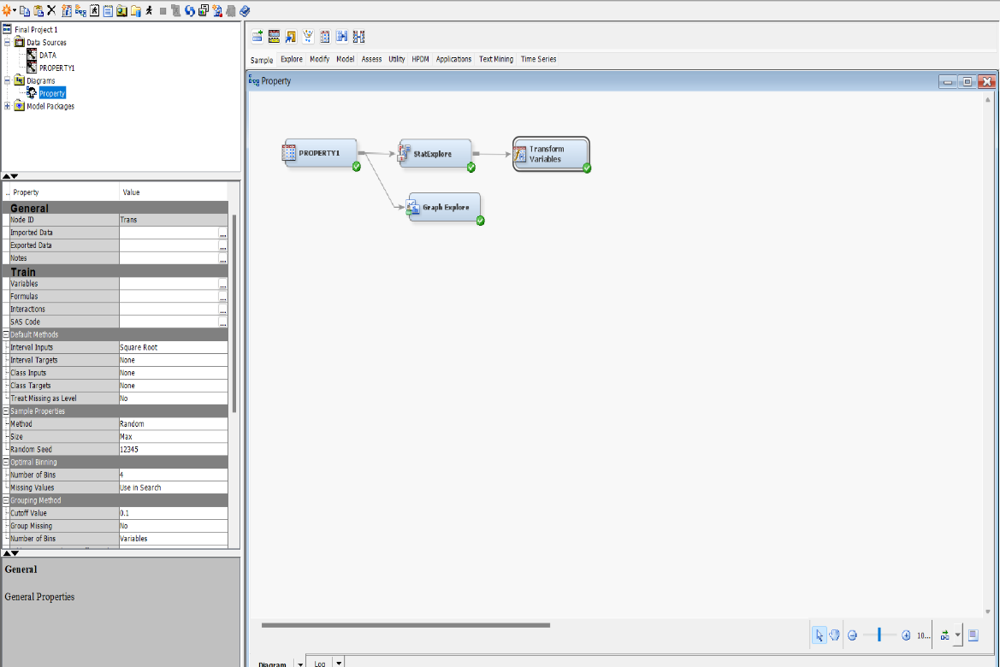 Final Project 1
Data Sources
DATA
PROPERTY1
Diagrams
Property
Model Packages
.. Property Value
General
Node ID Trans
Imported Data ...
Exported Data ...
Notes ...
Train
Variables ...
Formulas ...
Interactions ...
SAS Code ...
Default Methods
Interval Inputs Square Root
Interval Targets None
Class Inputs None
Class Targets None
Treat Missing as Level No
Sample Properties
Method Random
Size Max
Random Seed 12345
Optimal Binning
Number of Bins 4
Missing Values Use in Search
Grouping Method
Cutoff Value 0.1
Group Missing No
Number of Bins Variables
General
General Properties
Sample Explore Modify Model Assess Utility HPDM Applications Text Mining Time Series
Property
PROPERTY1
StatExplore
Transform
Variables
Graph Explore
10...
Diagram Log